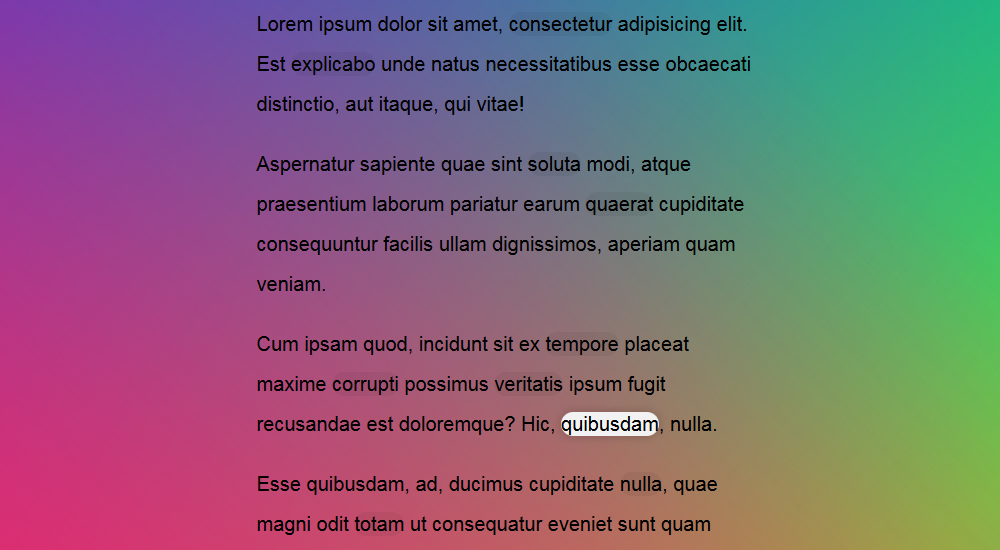 Lorem ipsum dolor sit amet, consectetur adipisicing elit.
Est explicabo unde natus necessitatibus esse obcaecati
distinctio, aut itaque, qui vitae!
Aspernatur sapiente quae sint soluta modi, atque
praesentium laborum pariatur earum quaerat cupiditate
consequuntur facilis ullam dignissimos, aperiam quam
veniam.
Cum ipsam quod, incidunt sit ex tempore placeat
maxime corrupti possimus veritatis ipsum fugit
recusandae est doloremque? Hic, quibusdam, nulla.
Esse quibusdam, ad, ducimus cupiditate nulla, quae
magni odit totam ut consequatur eveniet sunt quam